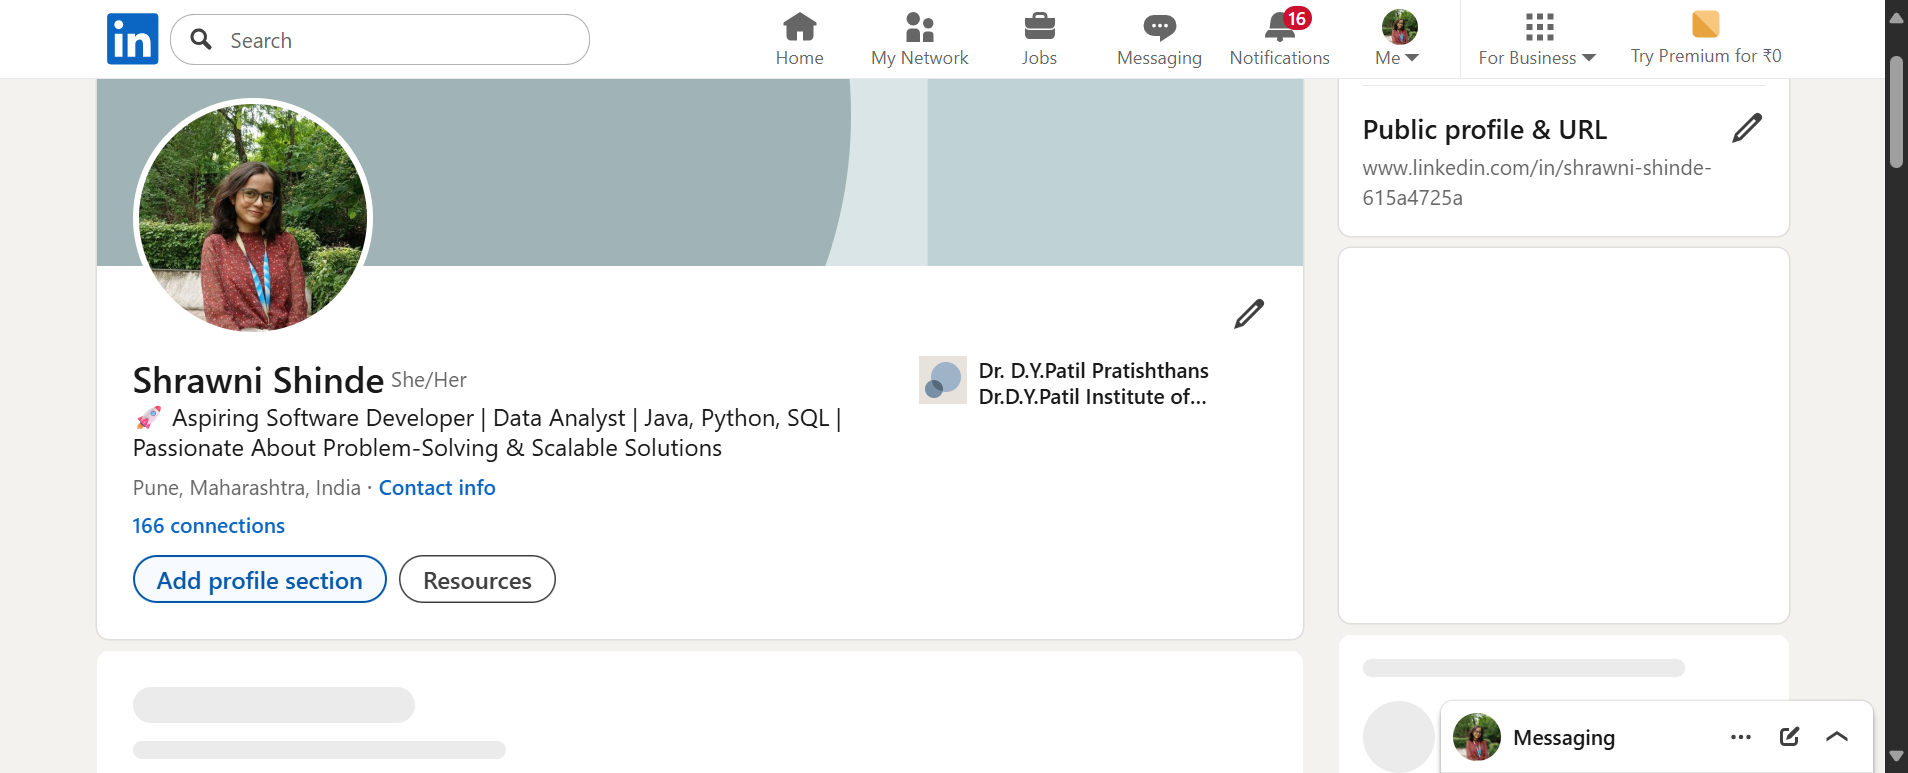 in
Search
Home
My Network
Jobs
Messaging
16
Notifications
Me
For Business
Try Premium for ₹0
Shrawni Shinde She/Her
🚀 Aspiring Software Developer | Data Analyst | Java, Python, SQL |
Passionate About Problem-Solving & Scalable Solutions
Pune, Maharashtra, India · Contact info
166 connections
Add profile section
Resources
Dr. D.Y.Patil Pratishthans
Dr.D.Y.Patil Institute of...
Public profile & URL
www.linkedin.com/in/shrawni-shinde-
615a4725a
Messaging